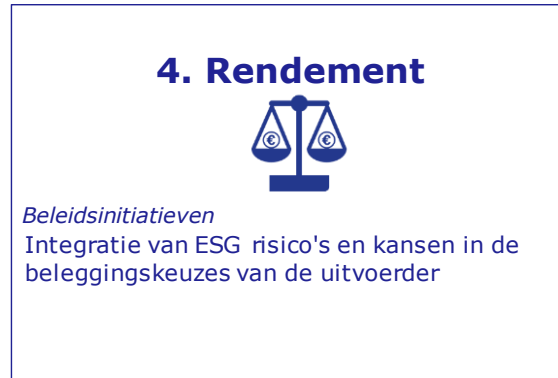 4. Rendement
€ €
Beleidsinitiatieven
Integratie van ESG risico's en kansen in de
beleggingskeuzes van de uitvoerder